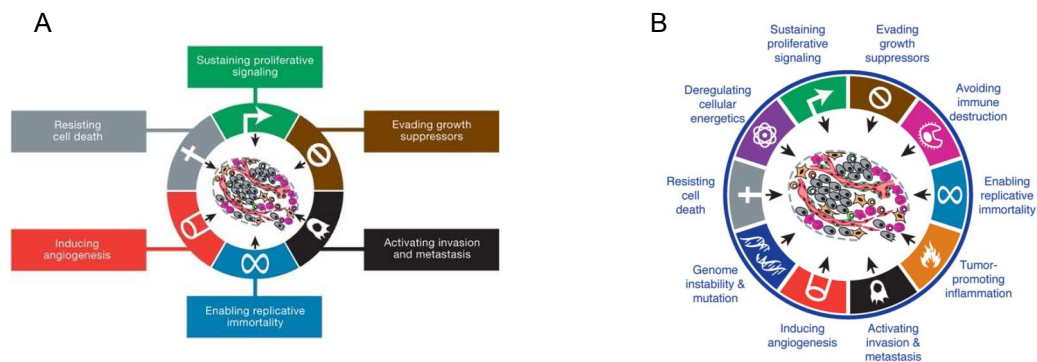 A
Sustaining proliferative
signaling
Resisting
cell death
Evading growth
suppressors
Inducing
angiogenesis
Activating invasion
and metastasis
Enabling replicative
immortality
B
Sustaining
proliferative
signaling
Evading
growth
suppressors
Deregulating
cellular
energetics
Avoiding
immune
destruction
Resisting
cell
death
Enabling
replicative
immortality
Genome
instability &
mutation
Tumor-
promoting
inflammation
Inducing
angiogenesis
Activating
invasion &
metastasis